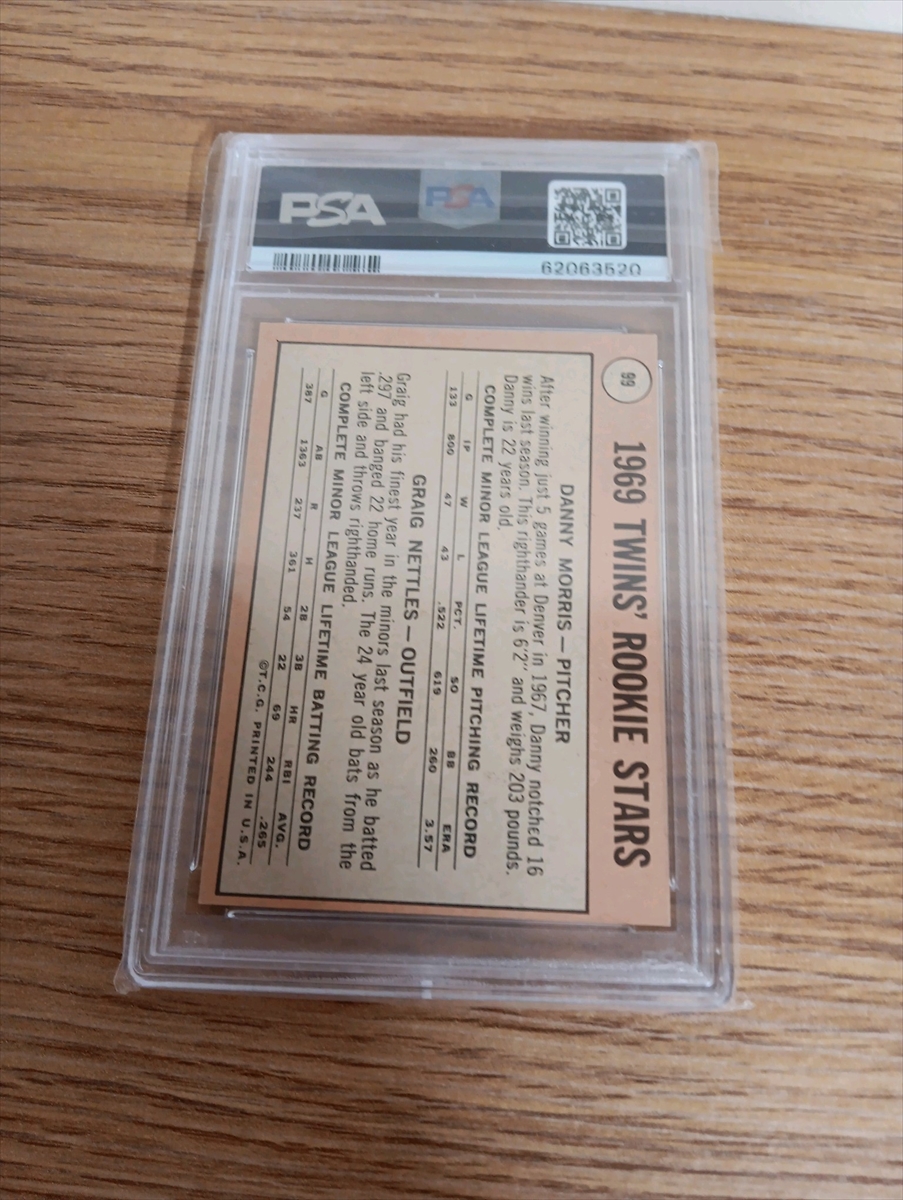 PSA
PSA
62063520
99
1969 TWINS' ROOKIE STARS
DANNY MORRIS — PITCHER
After winning just 5 games at Denver in 1967, Danny notched 16
wins last season. This righthander is 6'2" and weighs 203 pounds.
Danny is 22 years old.
COMPLETE MINOR LEAGUE LIFETIME PITCHING RECORD
G IP W L PCT. SO BB ERA
133 800 47 43 .522 619 260 3.57
GRAIG NETTLES — OUTFIELD
Graig had his finest year in the minors last season as he batted
.297 and banged 22 home runs. The 24 year old bats from the
left side and throws righthanded.
COMPLETE MINOR LEAGUE LIFETIME BATTING RECORD
G AB R H 2B 3B HR RBI AVG.
387 1363 237 361 54 22 69 244 .265
©T.C.G. PRINTED IN U.S.A.